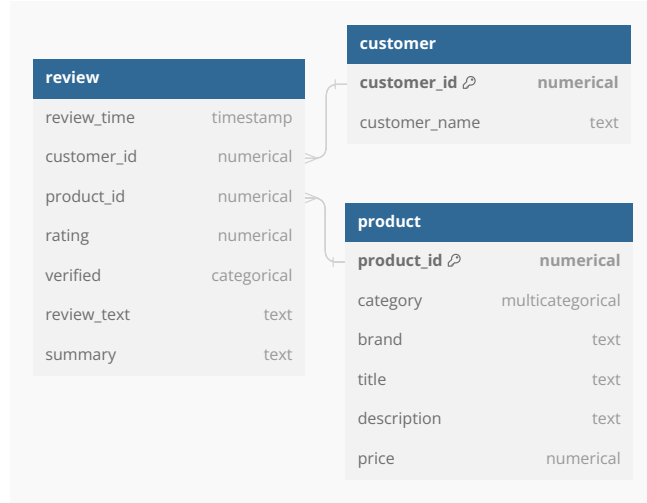 review
review_time timestamp
customer_id numerical
product_id numerical
rating numerical
verified categorical
review_text text
summary text
customer
customer_id numerical
customer_name text
product
product_id numerical
category multicategorical
brand text
title text
description text
price numerical